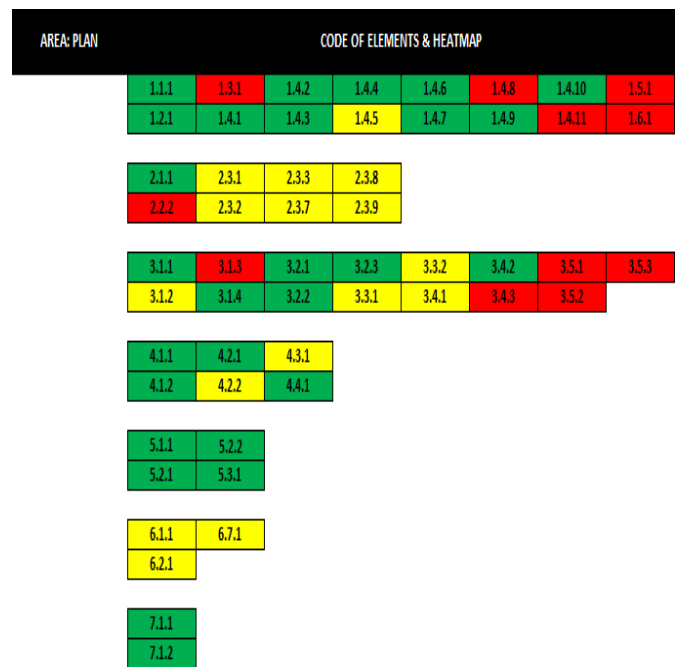 AREA: PLAN CODE OF ELEMENTS & HEATMAP
1.1.1 1.3.1 1.4.2 1.4.4 1.4.6 1.4.8 1.4.10 1.5.1
1.2.1 1.4.1 1.4.3 1.4.5 1.4.7 1.4.9 1.4.11 1.6.1
2.1.1 2.3.1 2.3.3 2.3.8
2.2.2 2.3.2 2.3.7 2.3.9
3.1.1 3.1.3 3.2.1 3.2.3 3.3.2 3.4.2 3.5.1 3.5.3
3.1.2 3.1.4 3.2.2 3.3.1 3.4.1 3.4.3 3.5.2
4.1.1 4.2.1 4.3.1
4.1.2 4.2.2 4.4.1
5.1.1 5.2.2
5.2.1 5.3.1
6.1.1 6.7.1
6.2.1
7.1.1
7.1.2